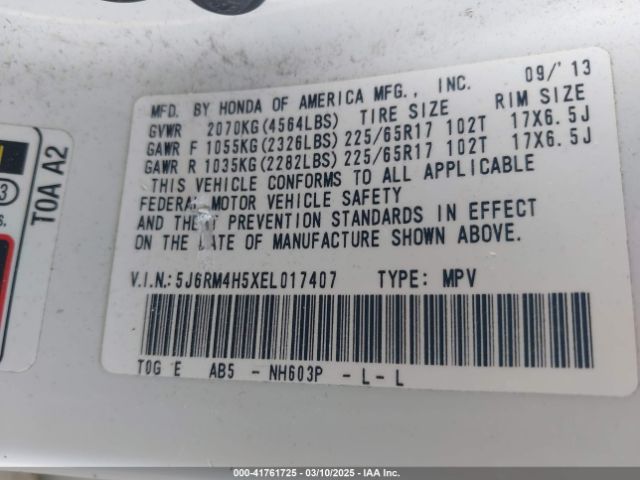 MFD. BY HONDA OF AMERICA MFG., INC. 09/'13
GVWR 2070KG(4564LBS) TIRE SIZE RIM SIZE
GAWR F 1055KG(2326LBS) 225/65R17 102T 17X6.5J
GAWR R 1035KG(2282LBS) 225/65R17 102T 17X6.5J
THIS VEHICLE CONFORMS TO ALL APPLICABLE
FEDERAL MOTOR VEHICLE SAFETY
AND THEFT PREVENTION STANDARDS IN EFFECT
ON THE DATE OF MANUFACTURE SHOWN ABOVE.
V.I.N.: 5J6RM4H5XEL017407 TYPE: MPV
T0G E AB5 - NH603P - L - L
T0A A2
000-41761725 - 03/10/2025 - IAAI.CA